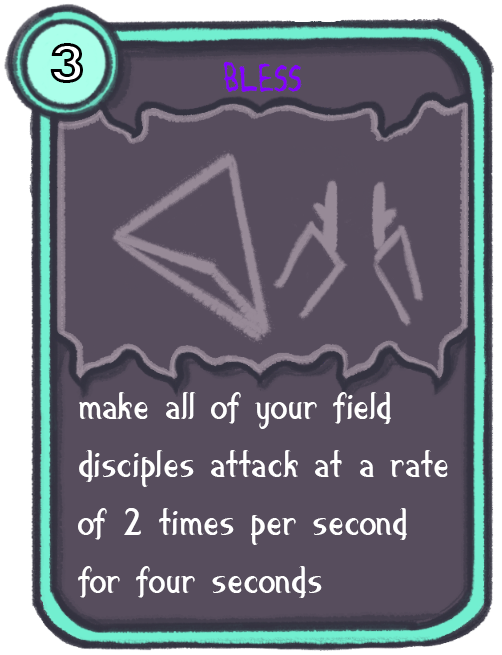 3
BLESS
make all of your field
disciples attack at a rate
of 2 times per second
for four seconds